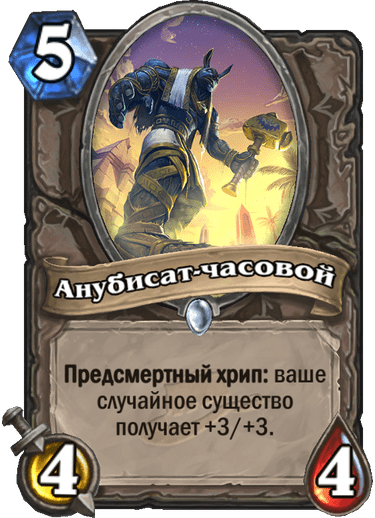 5
Анубисат-часовой
Предсмертный хрип: ваше
случайное существо
получает +3/+3.
4
4